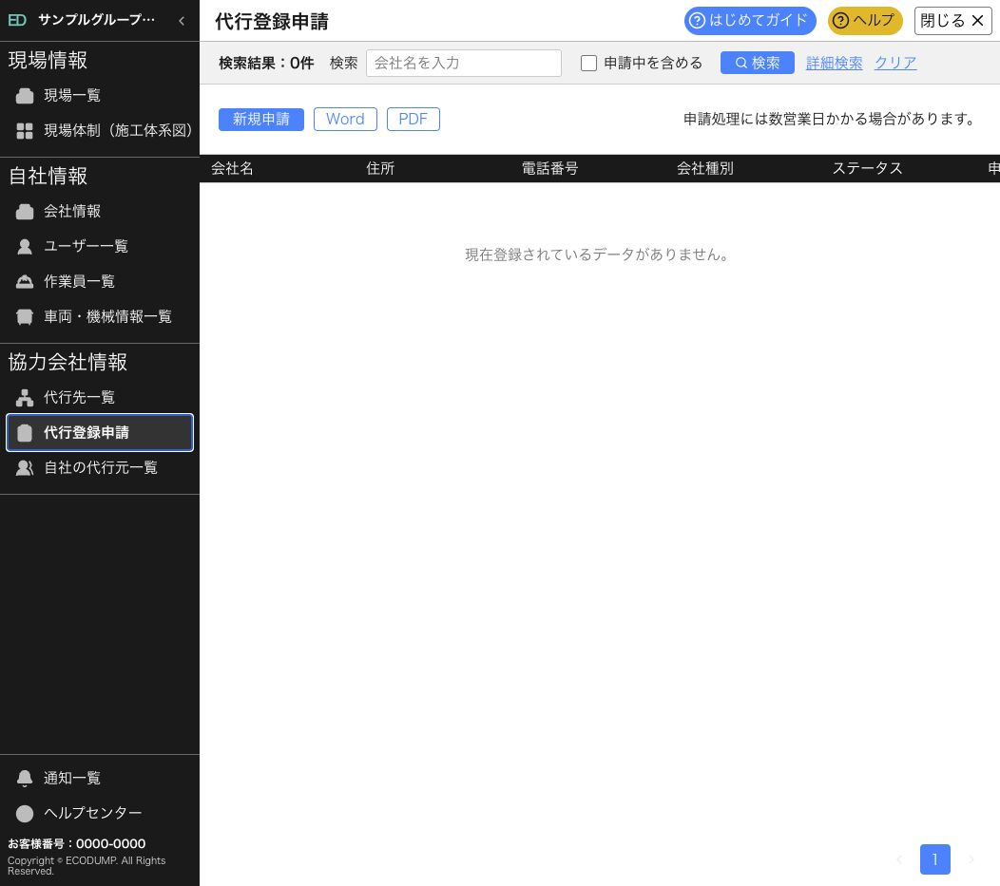 ED サンプルグループ…
現場情報
現場一覧
現場体制（施工体系図）
自社情報
会社情報
ユーザー一覧
作業員一覧
車両・機械情報一覧
協力会社情報
代行先一覧
代行登録申請
自社の代行元一覧
通知一覧
ヘルプセンター
お客様番号：0000-0000
Copyright © ECODUMP. All Rights
Reserved.
代行登録申請 はじめてガイド ヘルプ 閉じる
検索結果：0件 検索 会社名を入力 申請中を含める 検索 詳細検索 クリア
新規申請 Word PDF 申請処理には数営業日かかる場合があります。
会社名 住所 電話番号 会社種別 ステータス 申
現在登録されているデータがありません。
1